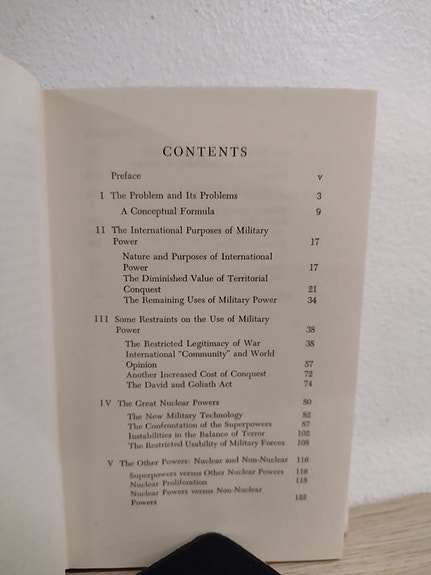 CONTENTS
Preface v
I The Problem and Its Problems 3
A Conceptual Formula 9
II The International Purposes of Military
Power 17
Nature and Purposes of International
Power 17
The Diminished Value of Territorial
Conquest 21
The Remaining Uses of Military Power 34
III Some Restraints on the Use of Military
Power 38
The Restricted Legitimacy of War 38
International "Community" and World
Opinion 57
Another Increased Cost of Conquest 72
The David and Goliath Act 74
IV The Great Nuclear Powers 80
The New Military Technology 82
The Confrontation of the Superpowers 87
Instabilities in the Balance of Terror 102
The Restricted Usability of Military Forces 108
V The Other Powers: Nuclear and Non-Nuclear 116
Superpowers versus Other Nuclear Powers 116
Nuclear Proliferation 118
Nuclear Powers versus Non-Nuclear
Powers